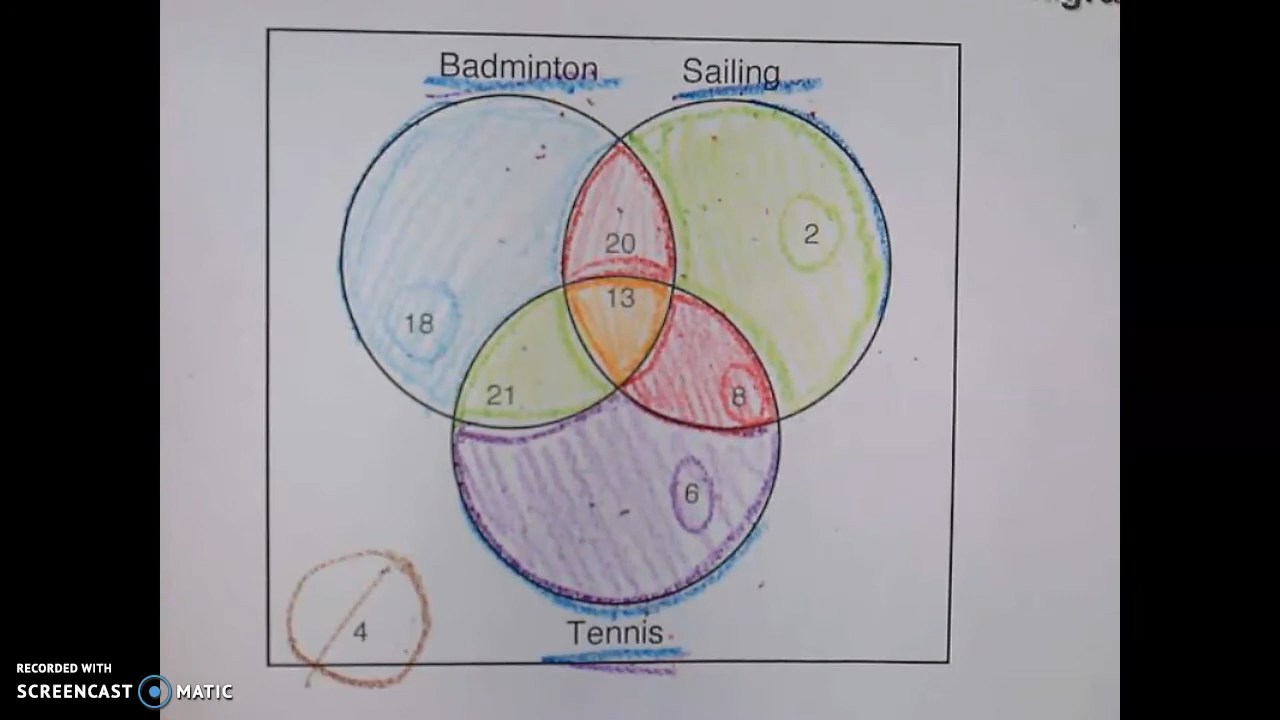 Badminton Sailing
20
2
13
18
21
8
6
4
Tennis
RECORDED WITH
SCREENCAST MATIC